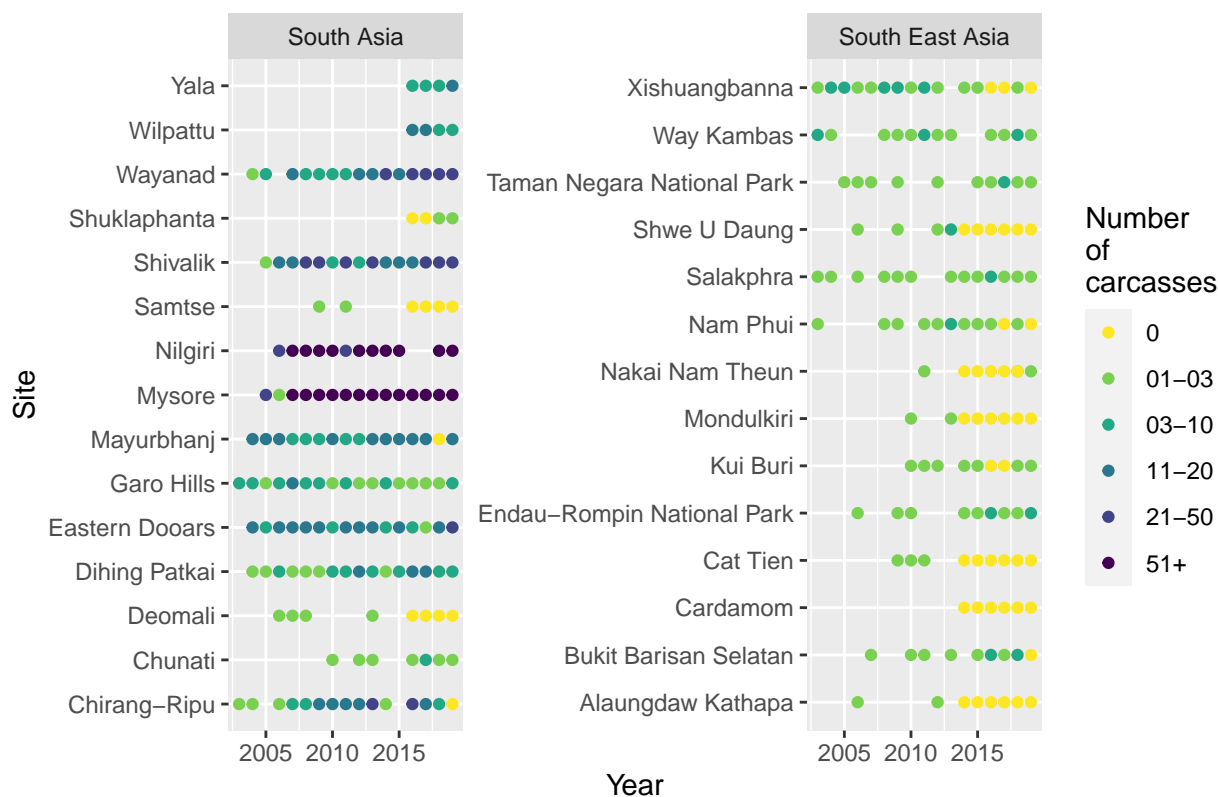 South Asia
South East Asia
Site
Yala
Wilpattu
Wayanad
Shuklaphanta
Shivalik
Samtse
Nilgiri
Mysore
Mayurbhanj
Garo Hills
Eastern Dooars
Dihing Patkai
Deomali
Chunati
Chirang−Ripu
2005 2010 2015
Xishuangbanna
Way Kambas
Taman Negara National Park
Shwe U Daung
Salakphra
Nam Phui
Nakai Nam Theun
Mondulkiri
Kui Buri
Endau−Rompin National Park
Cat Tien
Cardamom
Bukit Barisan Selatan
Alaungdaw Kathapa
2005 2010 2015
Year
Number
of
carcasses
0
01−03
03−10
11−20
21−50
51+